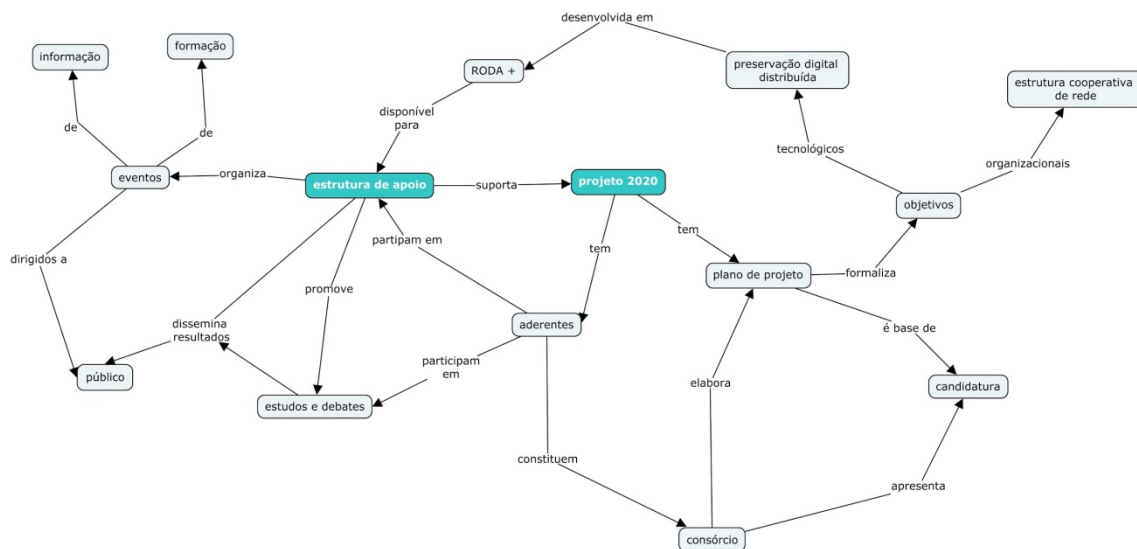 desenvolvida em
formação
informação
RODA +
preservação digital
distribuída
estrutura cooperativa
de rede
disponível
para
de
de
tecnológicos
organizacionais
eventos
organiza
estrutura de apoio
suporta
projeto 2020
objetivos
partipam em
tem
tem
dirigidos a
plano de projeto
formaliza
promove
dissemina
resultados
aderentes
é base de
público
participam
em
elabora
candidatura
estudos e debates
constituem
apresenta
consórcio